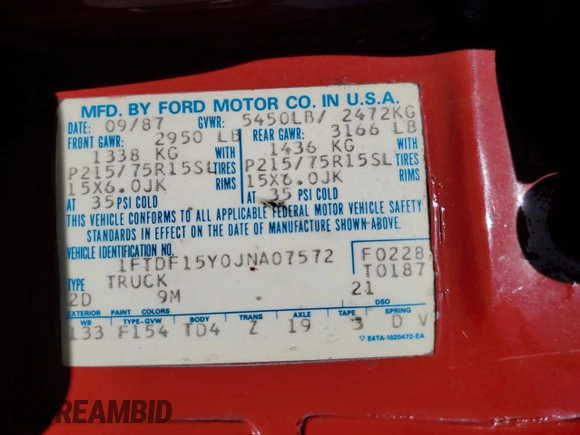 MFD. BY FORD MOTOR CO. IN U.S.A.
DATE: 09/87 GVWR: 5450LB/ 2472KG
FRONT GAWR: 2950 LB REAR GAWR: 3166 LB
1338 KG WITH 1436 KG WITH
P215/75R15SL TIRES P215/75R15SL TIRES
15X6.0JK RIMS 15X6.0JK RIMS
AT 35 PSI COLD AT 35 PSI COLD
THIS VEHICLE CONFORMS TO ALL APPLICABLE FEDERAL MOTOR VEHICLE SAFETY
STANDARDS IN EFFECT ON THE DATE OF MANUFACTURE SHOWN ABOVE.
VEHICLE IDENTIFICATION NO.
1FTDF15Y0JNA07572 F0228
TYPE TRUCK T0187
2D 9M 21
EXTERIOR PAINT COLORS DSO
WB TYPE-GVW BODY TRANS AXLE TAPE SPRING
133 F154 TD4 Z 19 3 D V
▽ E4TA-1020472-EA
DREAMBID